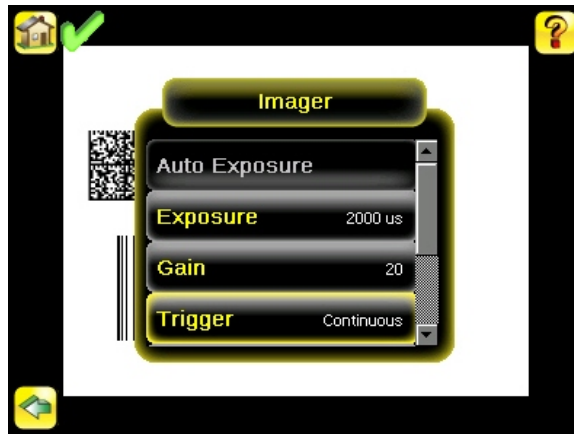 Imager
Auto Exposure
Exposure 2000 us
Gain 20
Trigger Continuous
?